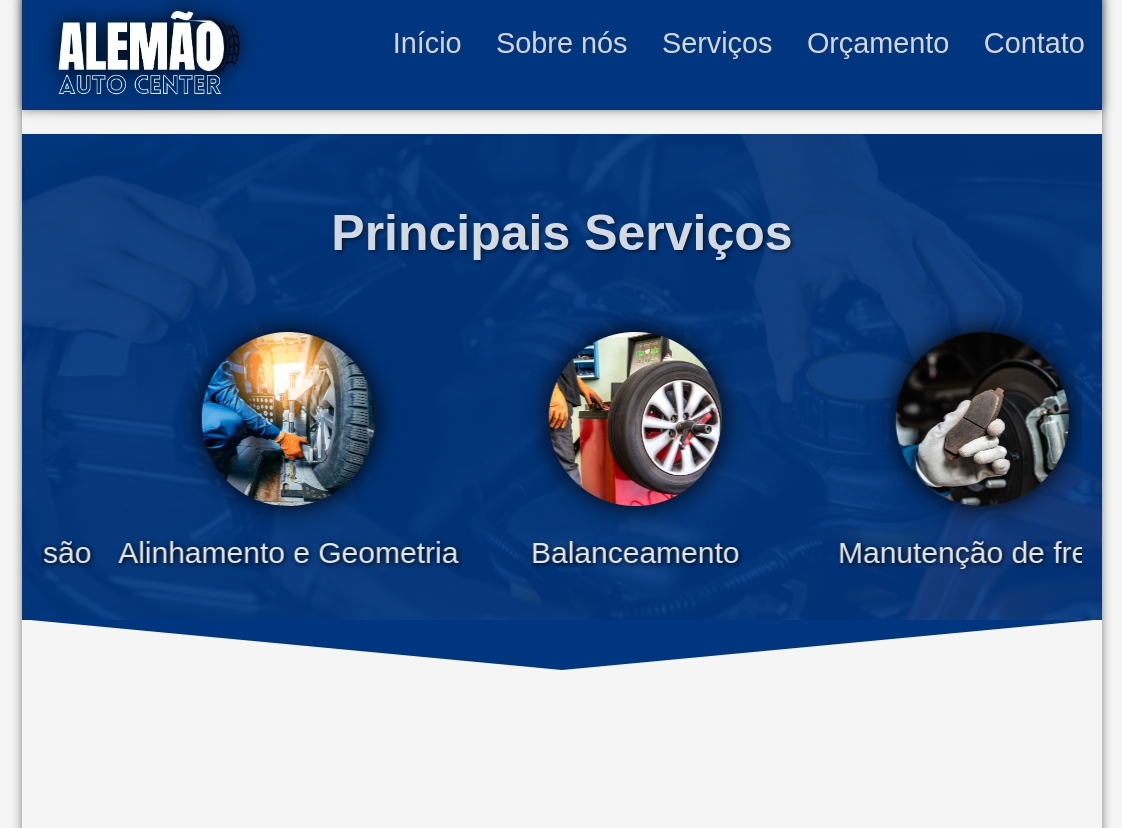 ALEMÃO
AUTO CENTER
Início Sobre nós Serviços Orçamento Contato
Principais Serviços
são Alinhamento e Geometria Balanceamento Manutenção de fre